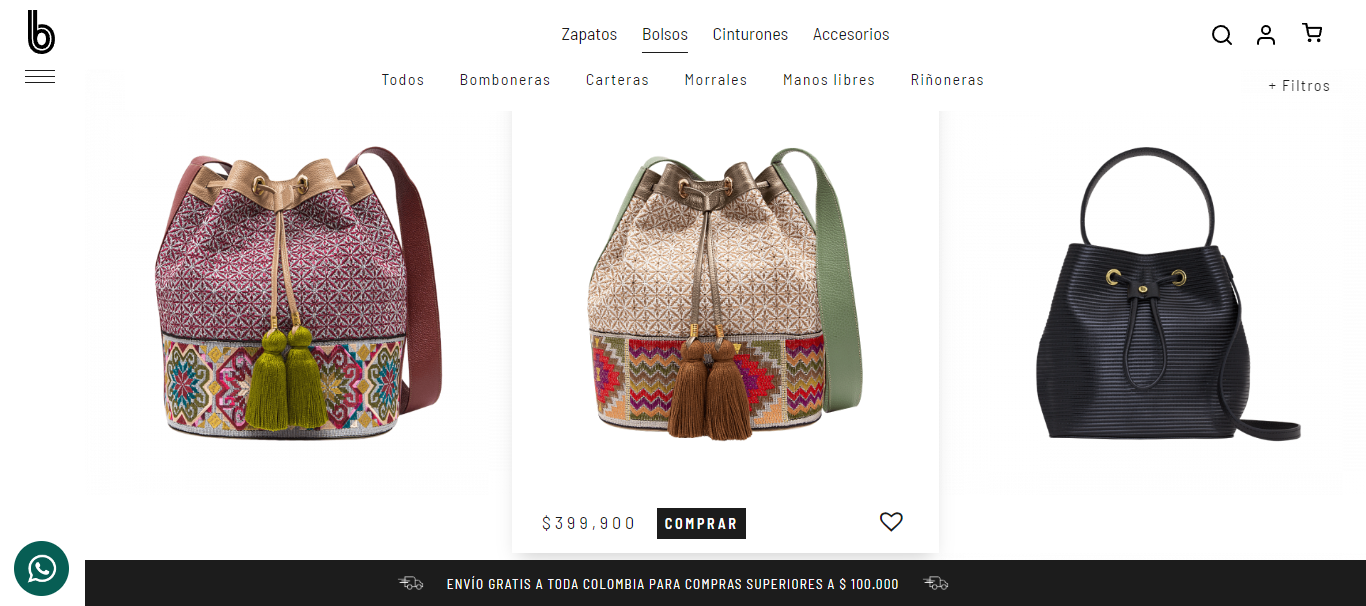 b
Zapatos Bolsos Cinturones Accesorios
Todos Bomboneras Carteras Morrales Manos libres Riñoneras
+ Filtros
$399,900 COMPRAR
ENVÍO GRATIS A TODA COLOMBIA PARA COMPRAS SUPERIORES A $ 100.000